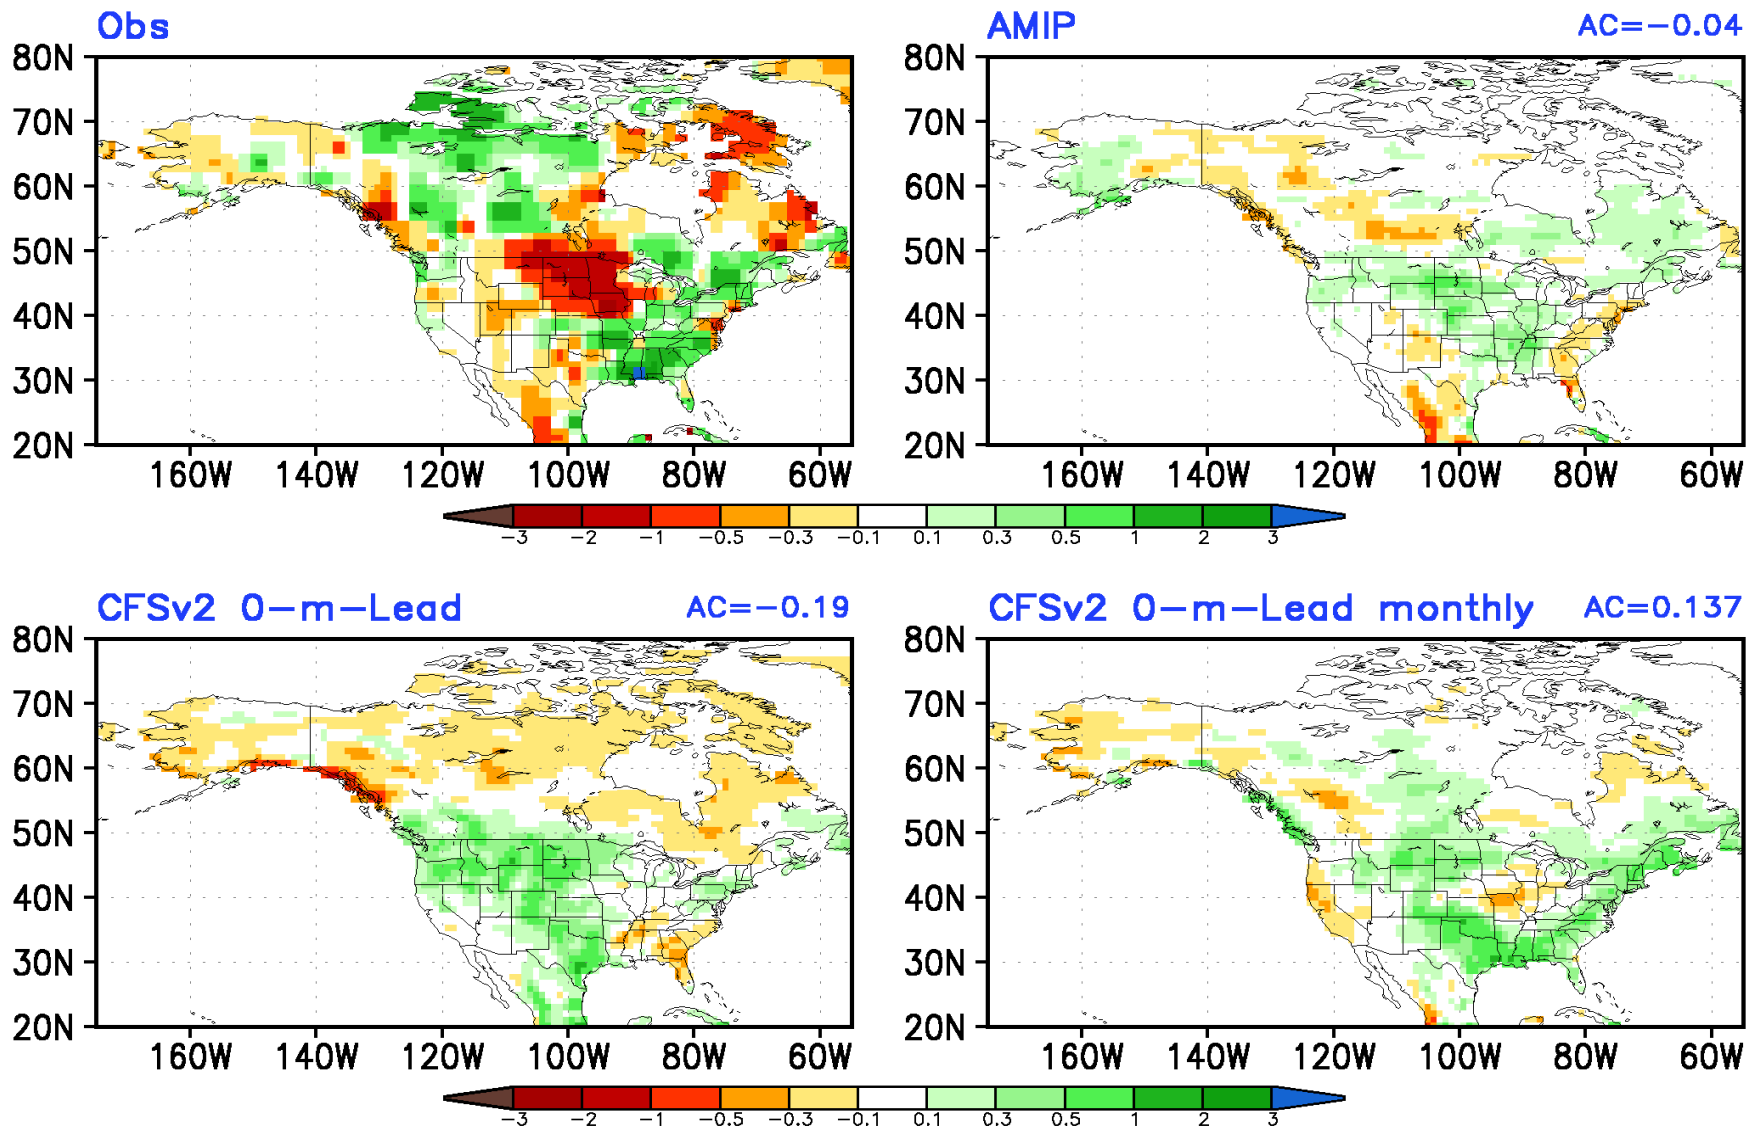 Obs
AMIP AC=-0.04
80N 80N
70N 70N
60N 60N
50N 50N
40N 40N
30N 30N
20N 20N
160W 140W 120W 100W 80W 60W 160W 140W 120W 100W 80W 60W
-3 -2 -1 -0.5 -0.3 -0.1 0.1 0.3 0.5 1 2 3
CFSv2 0-m-Lead AC=-0.19
CFSv2 0-m-Lead monthly AC=0.137
80N 80N
70N 70N
60N 60N
50N 50N
40N 40N
30N 30N
20N 20N
160W 140W 120W 100W 80W 60W 160W 140W 120W 100W 80W 60W
-3 -2 -1 -0.5 -0.3 -0.1 0.1 0.3 0.5 1 2 3